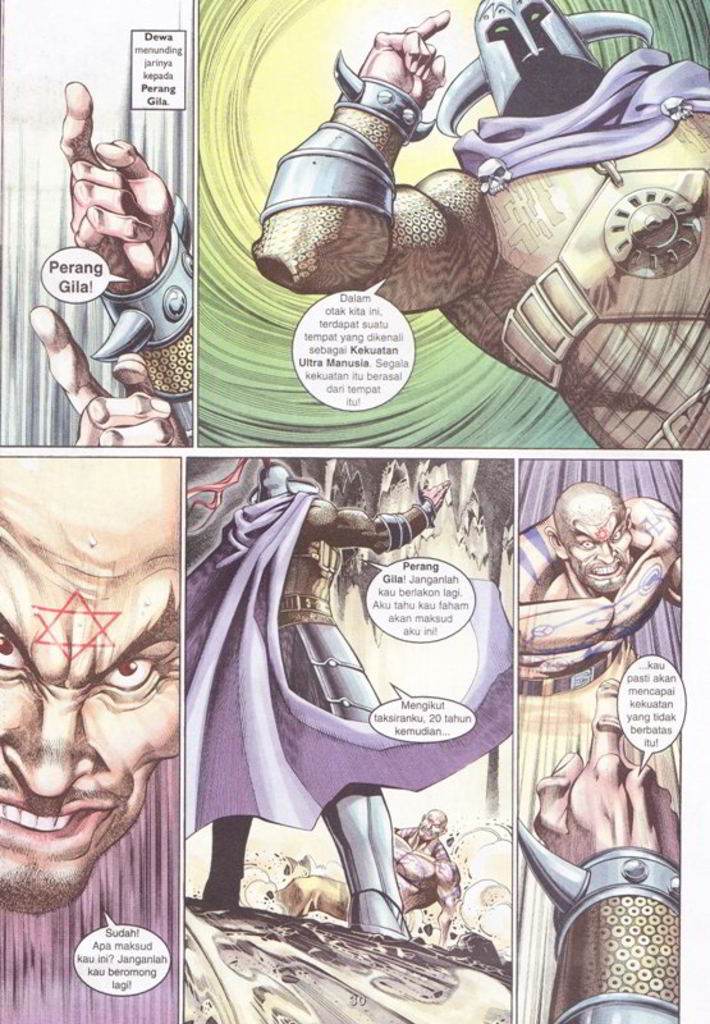 Dewa
menunding
jarinya
kepada
Perang
Gila.
Perang
Gila!
Dalam
otak kita ini,
terdapat suatu
tempat yang dikenali
sebagai Kekuatan
Ultra Manusia. Segala
kekuatan itu berasal
dari tempat
itu!
Sudah!
Apa maksud
kau ini? Janganlah
kau beromong
lagi!
Perang
Gila! Janganlah
kau berlakon lagi.
Aku tahu kau faham
akan maksud
aku ini!
Mengikut
taksiranku, 20 tahun
kemudian...
...kau
pasti akan
mencapai
kekuatan
yang tidak
berbatas
itu!
30